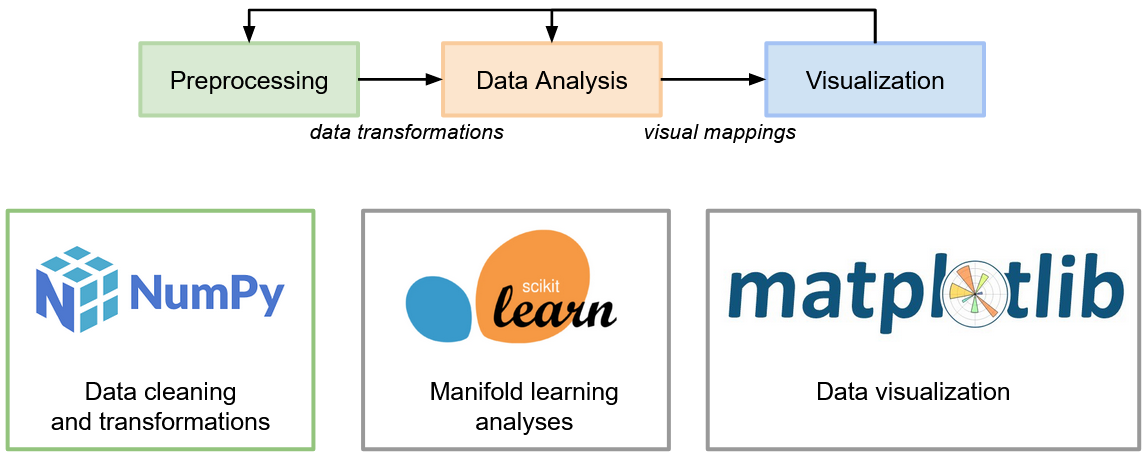 Preprocessing
Data Analysis
Visualization
data transformations
visual mappings
NumPy
scikit
learn
matplotlib
Data cleaning
and transformations
Manifold learning
analyses
Data visualization